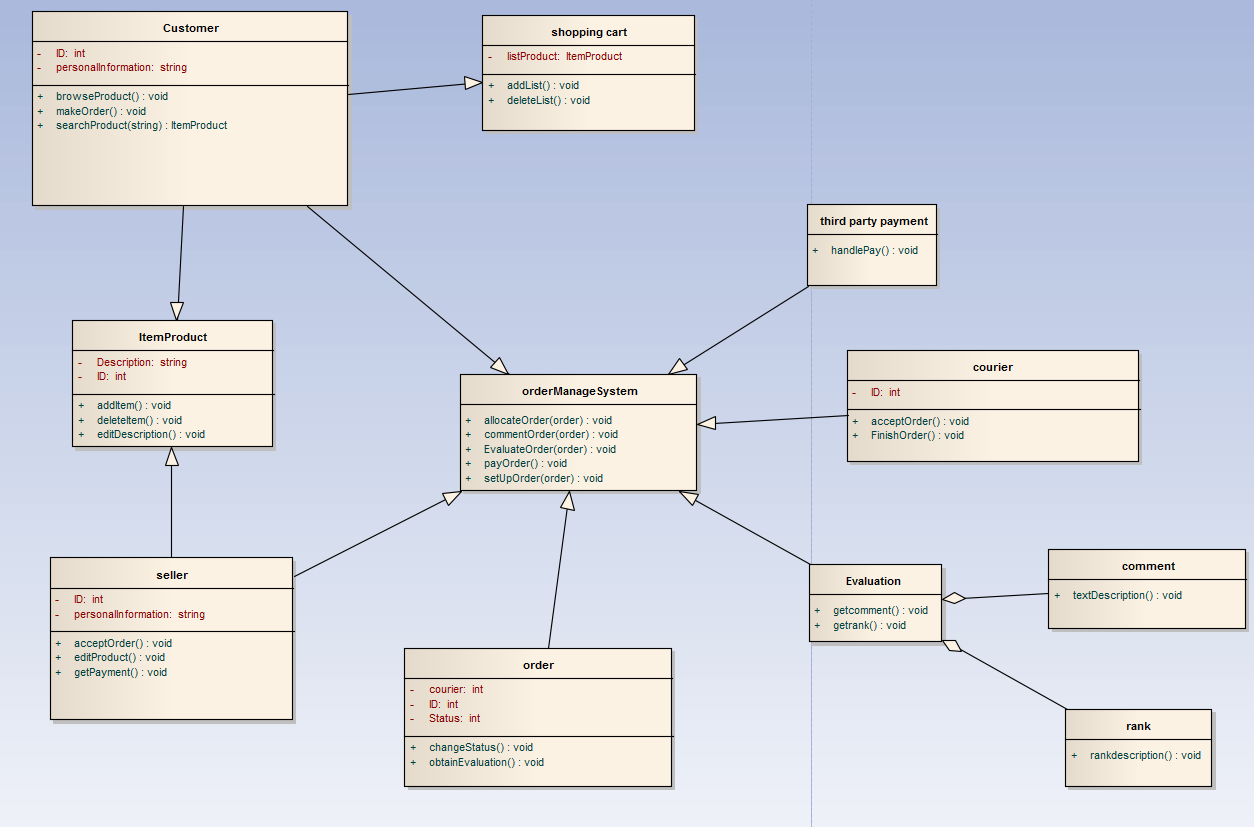 Customer
- ID: int
- personalInformation: string
+ browseProduct() : void
+ makeOrder() : void
+ searchProduct(string) : ItemProduct
shopping cart
- listProduct: ItemProduct
+ addList() : void
+ deleteList() : void
third party payment
+ handlePay() : void
ItemProduct
- Description: string
- ID: int
+ addItem() : void
+ deleteItem() : void
+ editDescription() : void
orderManageSystem
+ allocateOrder(order) : void
+ commentOrder(order) : void
+ EvaluateOrder(order) : void
+ payOrder() : void
+ setUpOrder(order) : void
courier
- ID: int
+ acceptOrder() : void
+ FinishOrder() : void
seller
- ID: int
- personalInformation: string
+ acceptOrder() : void
+ editProduct() : void
+ getPayment() : void
order
- courier: int
- ID: int
- Status: int
+ changeStatus() : void
+ obtainEvaluation() : void
Evaluation
+ getcomment() : void
+ getrank() : void
comment
+ textDescription() : void
rank
+ rankdescription() : void